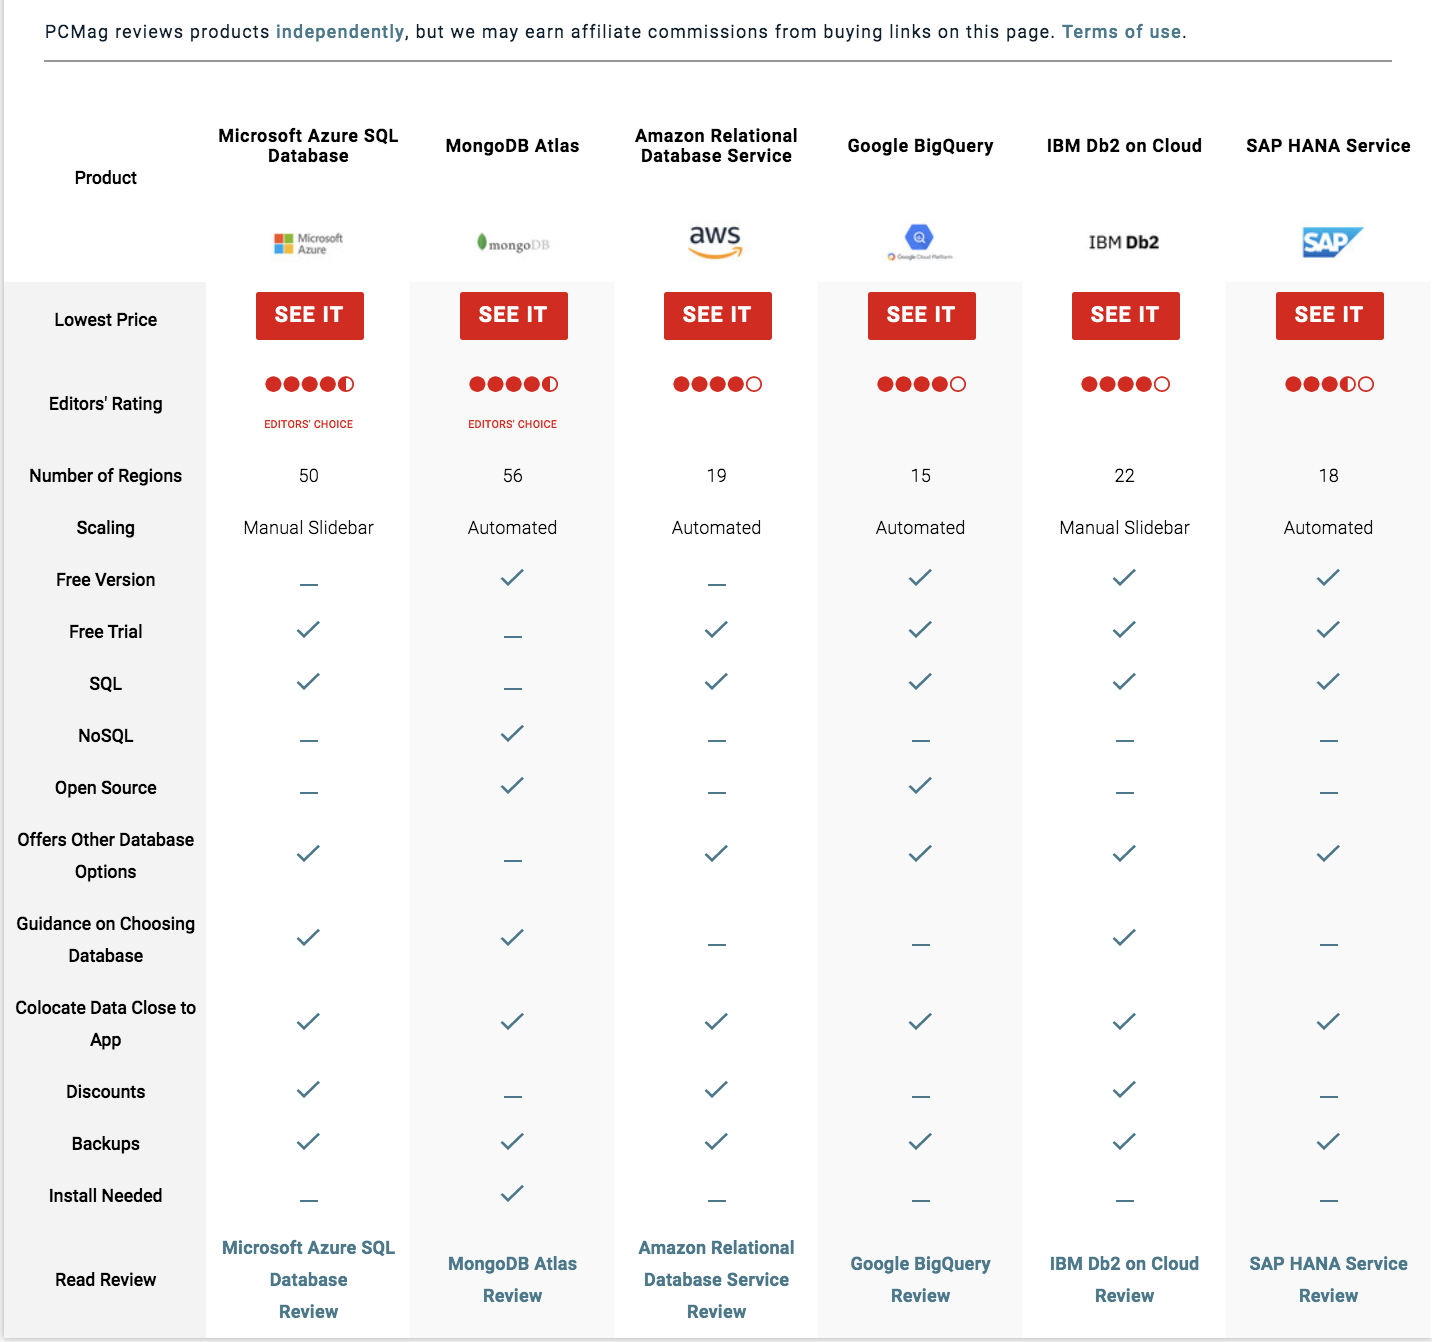 PCMag reviews products independently, but we may earn affiliate commissions from buying links on this page. Terms of use.
Product
Microsoft Azure SQL
Database
MongoDB Atlas
Amazon Relational
Database Service
Google BigQuery
IBM Db2 on Cloud
SAP HANA Service
Microsoft
Azure
mongoDB
aws
Google Cloud Platform
IBM Db2
SAP
Lowest Price
SEE IT SEE IT SEE IT SEE IT SEE IT SEE IT
Editors' Rating
EDITORS' CHOICE EDITORS' CHOICE
Number of Regions 50 56 19 15 22 18
Scaling Manual Slidebar Automated Automated Automated Manual Slidebar Automated
Free Version
Free Trial
SQL
NoSQL
Open Source
Offers Other Database
Options
Guidance on Choosing
Database
Colocate Data Close to
App
Discounts
Backups
Install Needed
Read Review
Microsoft Azure SQL
Database
Review
MongoDB Atlas
Review
Amazon Relational
Database Service
Review
Google BigQuery
Review
IBM Db2 on Cloud
Review
SAP HANA Service
Review